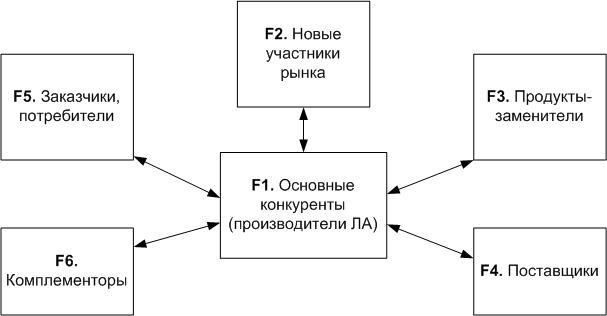 F2. Новые
участники
рынка
F5. Заказчики,
потребители
F3. Продукты-
заменители
F1. Основные
конкуренты
(производители ЛА)
F6.
Комплементоры
F4. Поставщики